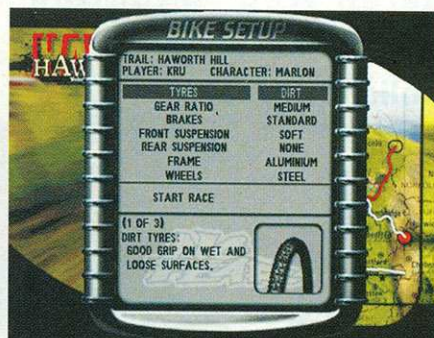 BIKE SETUP
HAW
TRAIL: HAWORTH HILL
PLAYER: KRU CHARACTER: MARLON
TYRES DIRT
GEAR RATIO MEDIUM
BRAKES STANDARD
FRONT SUSPENSION SOFT
REAR SUSPENSION NONE
FRAME ALUMINIUM
WHEELS STEEL
START RACE
(1 OF 3)
DIRT TYRES:
GOOD GRIP ON WET AND
LOOSE SURFACES.